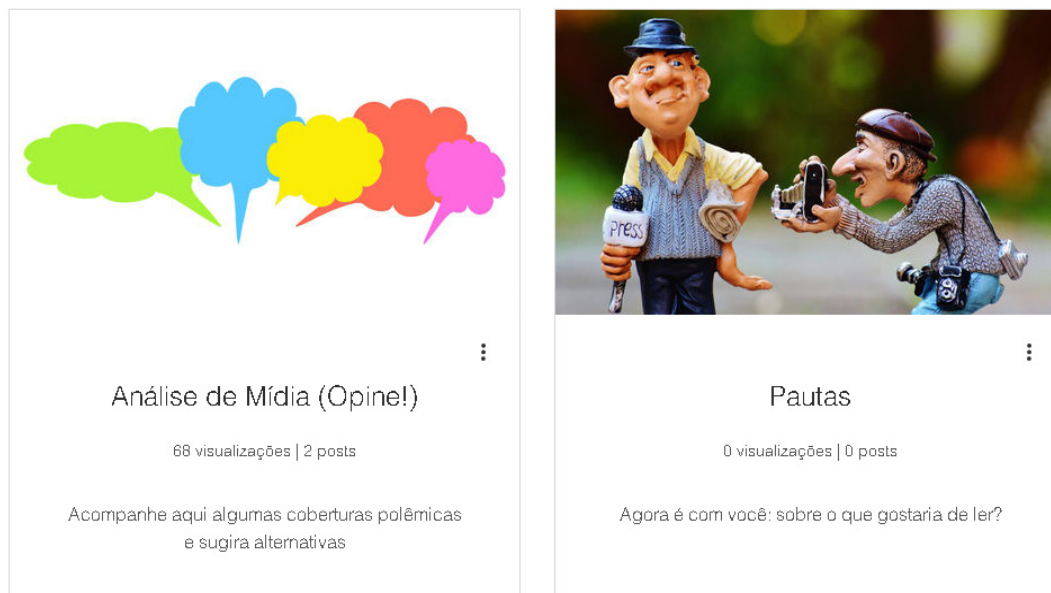 press
Análise de Mídia (Opine!)
68 visualizações | 2 posts
Acompanhe aqui algumas coberturas polêmicas
e sugira alternativas
Pautas
0 visualizações | 0 posts
Agora é com você: sobre o que gostaria de ler?